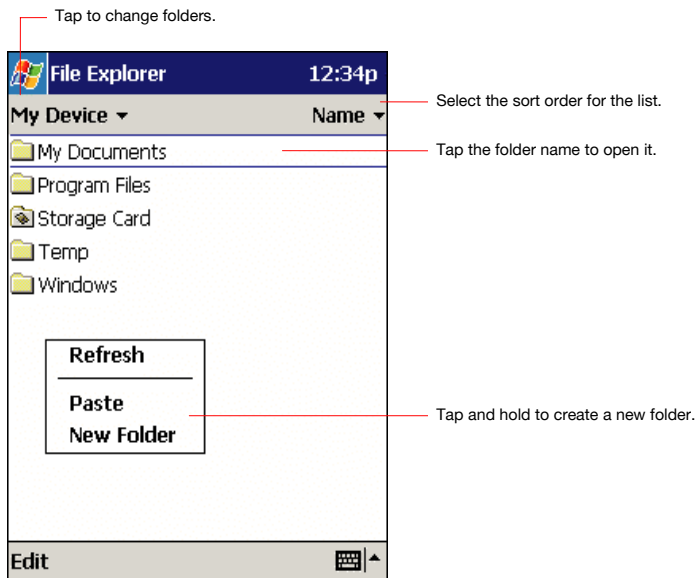 Tap to change folders.
File Explorer 12:34p
My Device Name
Select the sort order for the list.
My Documents
Tap the folder name to open it.
Program Files
Storage Card
Temp
Windows
Refresh
Paste
New Folder
Tap and hold to create a new folder.
Edit